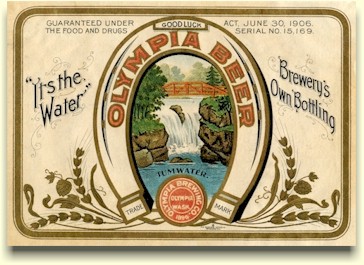 GUARANTEED UNDER
THE FOOD AND DRUGS
GOOD LUCK
ACT, JUNE 30, 1906.
SERIAL NO. 15,169.
OLYMPIA BEER
"It's the
Water."
Brewery's
Own Bottling
TUMWATER.
TRADE
MARK
OLYMPIA BREWING CO.
OLYMPIA
WASH.
1896